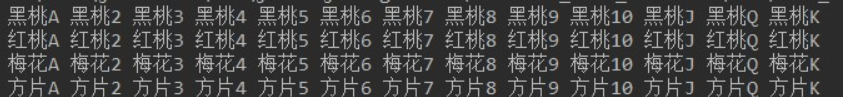 黑桃A 黑桃2 黑桃3 黑桃4 黑桃5 黑桃6 黑桃7 黑桃8 黑桃9 黑桃10 黑桃J 黑桃Q 黑桃K
红桃A 红桃2 红桃3 红桃4 红桃5 红桃6 红桃7 红桃8 红桃9 红桃10 红桃J 红桃Q 红桃K
梅花A 梅花2 梅花3 梅花4 梅花5 梅花6 梅花7 梅花8 梅花9 梅花10 梅花J 梅花Q 梅花K
方片A 方片2 方片3 方片4 方片5 方片6 方片7 方片8 方片9 方片10 方片J 方片Q 方片K